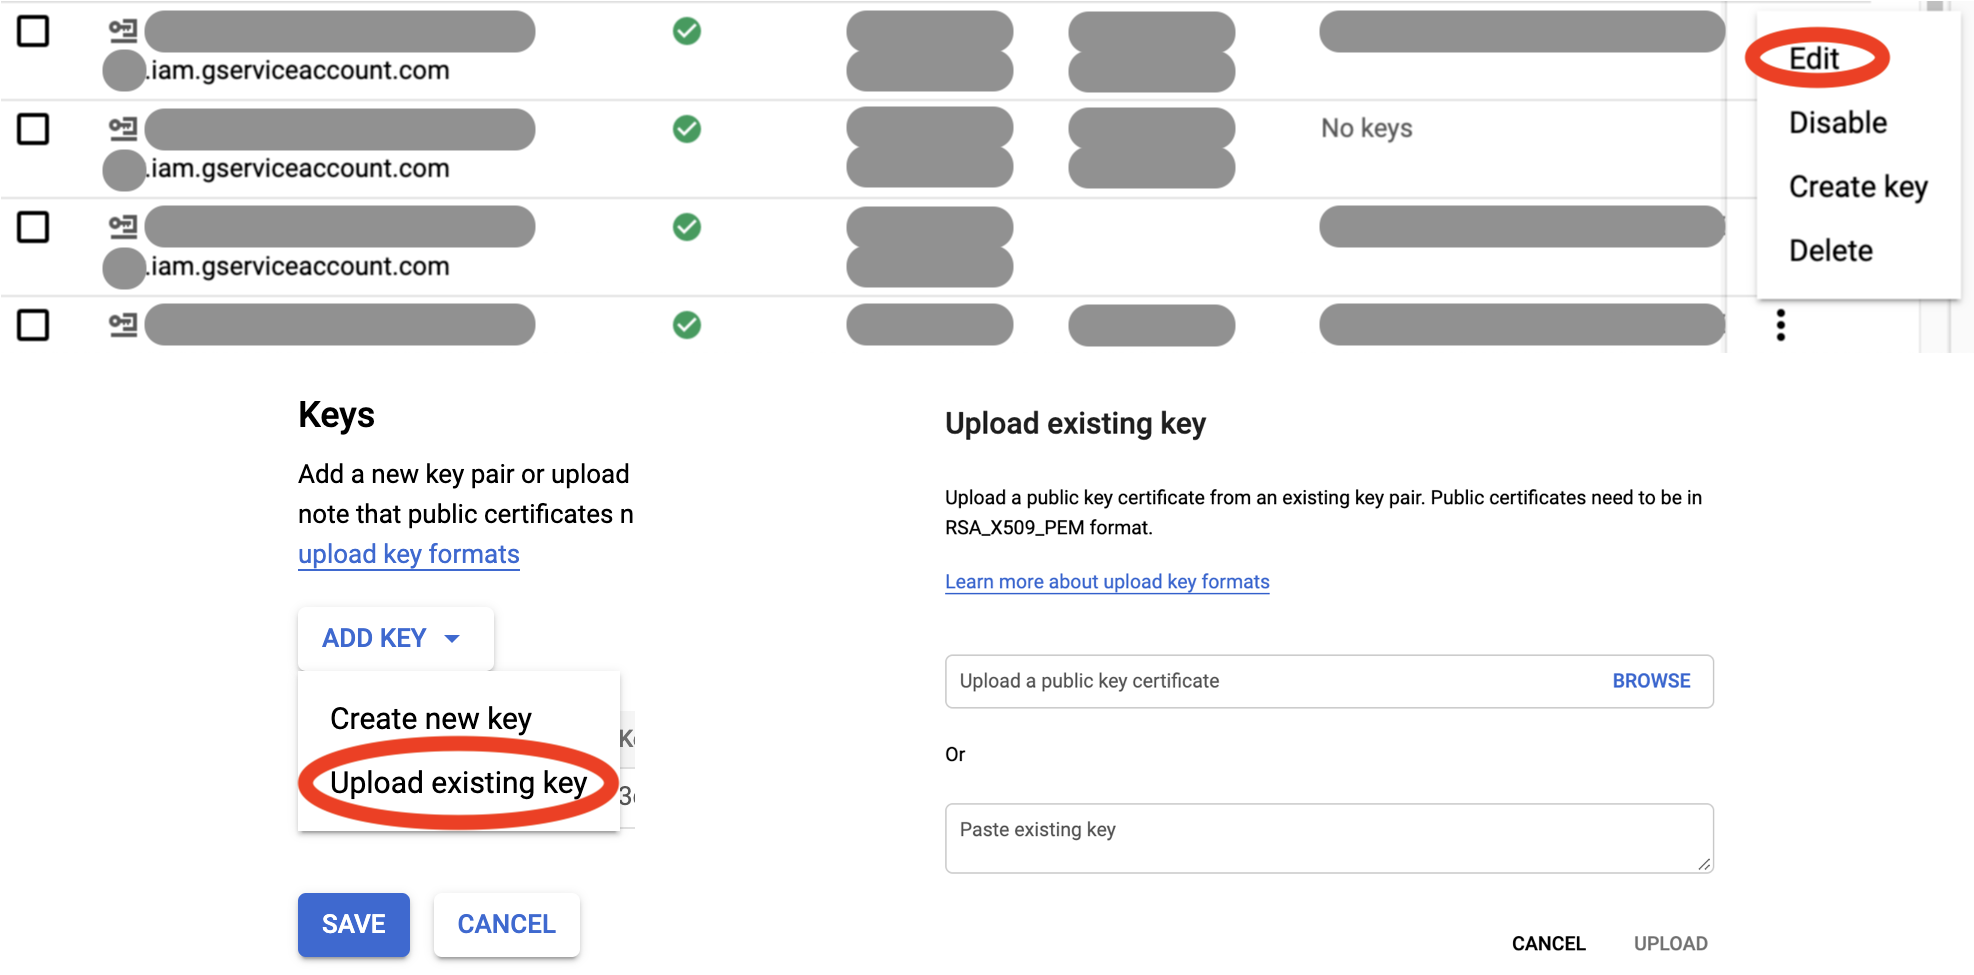 .iam.gserviceaccount.com
.iam.gserviceaccount.com
No keys
.iam.gserviceaccount.com
Edit
Disable
Create key
Delete
Keys
Add a new key pair or upload
note that public certificates n
upload key formats
ADD KEY
Create new key
Upload existing key
SAVE
CANCEL
Upload existing key
Upload a public key certificate from an existing key pair. Public certificates need to be in
RSA_X509_PEM format.
Learn more about upload key formats
Upload a public key certificate
BROWSE
Or
Paste existing key
CANCEL
UPLOAD